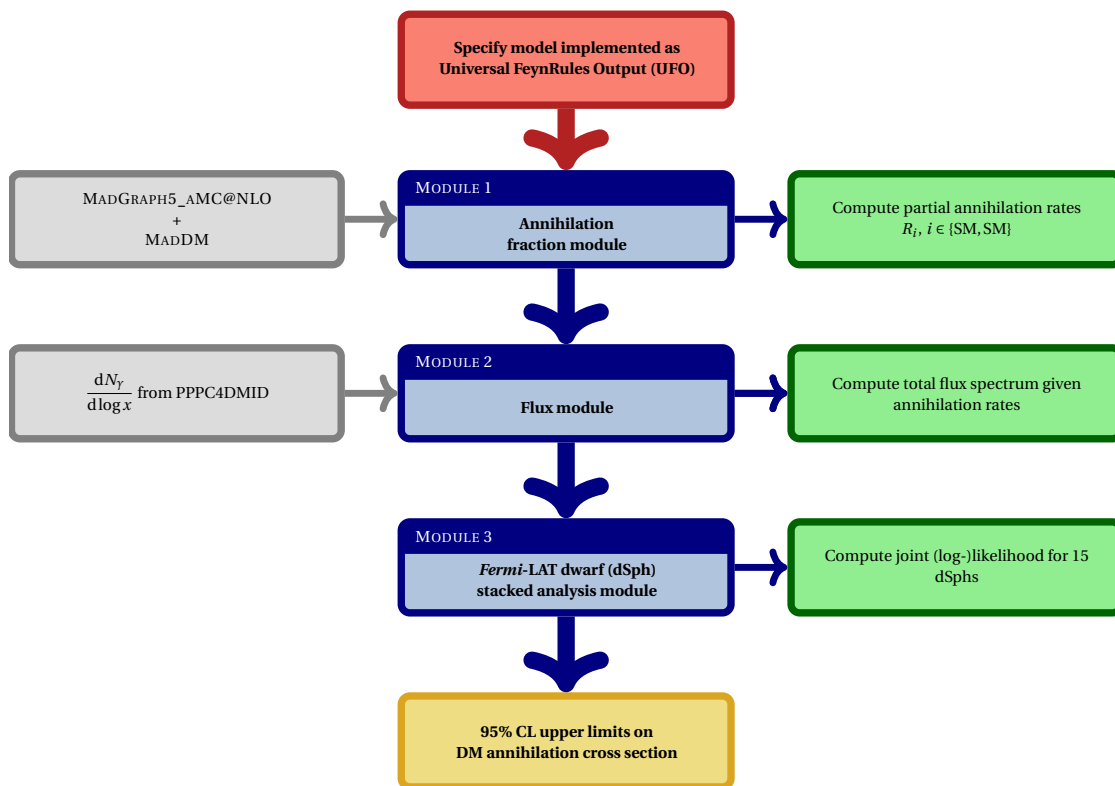 Specify model implemented as
Universal FeynRules Output (UFO)
MADGRAPH5_AMC@NLO
+
MADDM
MODULE 1
Annihilation
fraction module
Compute partial annihilation rates
R_i, i ∈ {SM, SM}
dN_γ
dlog x
from PPPC4DMID
MODULE 2
Flux module
Compute total flux spectrum given
annihilation rates
MODULE 3
Fermi-LAT dwarf (dSph)
stacked analysis module
Compute joint (log-)likelihood for 15
dSphs
95% CL upper limits on
DM annihilation cross section